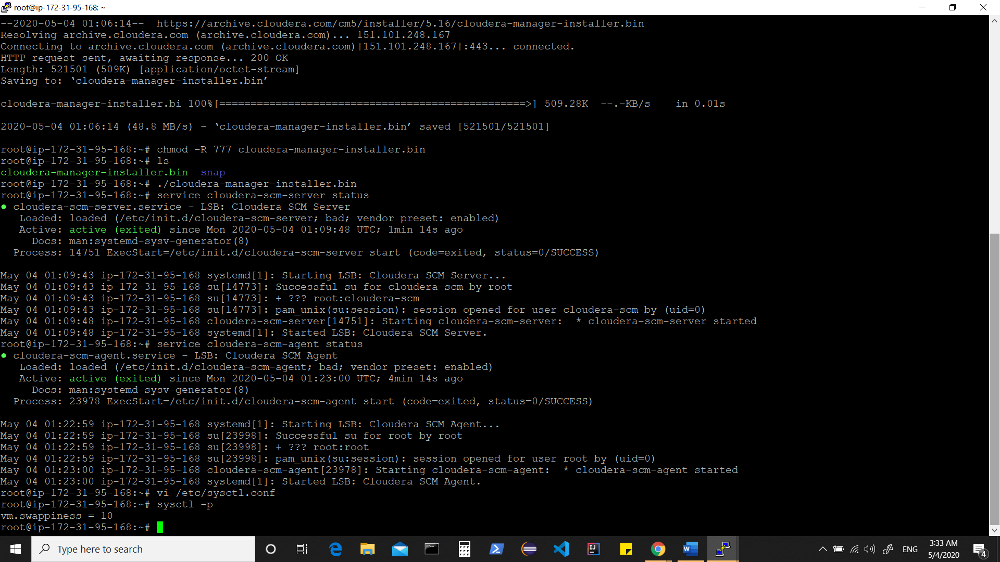 root@ip-172-31-95-168: ~
--2020-05-04 01:06:14--  https://archive.cloudera.com/cm5/installer/5.16/cloudera-manager-installer.bin
Resolving archive.cloudera.com (archive.cloudera.com)... 151.101.248.167
Connecting to archive.cloudera.com (archive.cloudera.com)|151.101.248.167|:443... connected.
HTTP request sent, awaiting response... 200 OK
Length: 521501 (509K) [application/octet-stream]
Saving to: ‘cloudera-manager-installer.bin’
cloudera-manager-installer.bi 100%[=================================================>] 509.28K  --.-KB/s    in 0.01s
2020-05-04 01:06:14 (48.8 MB/s) - ‘cloudera-manager-installer.bin’ saved [521501/521501]
root@ip-172-31-95-168:~# chmod -R 777 cloudera-manager-installer.bin
root@ip-172-31-95-168:~# ls
cloudera-manager-installer.bin  snap
root@ip-172-31-95-168:~# ./cloudera-manager-installer.bin
root@ip-172-31-95-168:~# service cloudera-scm-server status
● cloudera-scm-server.service - LSB: Cloudera SCM Server
   Loaded: loaded (/etc/init.d/cloudera-scm-server; bad; vendor preset: enabled)
   Active: active (exited) since Mon 2020-05-04 01:09:48 UTC; 1min 14s ago
     Docs: man:systemd-sysv-generator(8)
  Process: 14751 ExecStart=/etc/init.d/cloudera-scm-server start (code=exited, status=0/SUCCESS)
May 04 01:09:43 ip-172-31-95-168 systemd[1]: Starting LSB: Cloudera SCM Server...
May 04 01:09:43 ip-172-31-95-168 su[14773]: Successful su for cloudera-scm by root
May 04 01:09:43 ip-172-31-95-168 su[14773]: + ??? root:cloudera-scm
May 04 01:09:43 ip-172-31-95-168 su[14773]: pam_unix(su:session): session opened for user cloudera-scm by (uid=0)
May 04 01:09:48 ip-172-31-95-168 cloudera-scm-server[14751]: Starting cloudera-scm-server:  * cloudera-scm-server started
May 04 01:09:48 ip-172-31-95-168 systemd[1]: Started LSB: Cloudera SCM Server.
root@ip-172-31-95-168:~# service cloudera-scm-agent status
● cloudera-scm-agent.service - LSB: Cloudera SCM Agent
   Loaded: loaded (/etc/init.d/cloudera-scm-agent; bad; vendor preset: enabled)
   Active: active (exited) since Mon 2020-05-04 01:23:00 UTC; 4min 14s ago
     Docs: man:systemd-sysv-generator(8)
  Process: 23978 ExecStart=/etc/init.d/cloudera-scm-agent start (code=exited, status=0/SUCCESS)
May 04 01:22:59 ip-172-31-95-168 systemd[1]: Starting LSB: Cloudera SCM Agent...
May 04 01:22:59 ip-172-31-95-168 su[23998]: Successful su for root by root
May 04 01:22:59 ip-172-31-95-168 su[23998]: + ??? root:root
May 04 01:22:59 ip-172-31-95-168 su[23998]: pam_unix(su:session): session opened for user root by (uid=0)
May 04 01:23:00 ip-172-31-95-168 cloudera-scm-agent[23978]: Starting cloudera-scm-agent:  * cloudera-scm-agent started
May 04 01:23:00 ip-172-31-95-168 systemd[1]: Started LSB: Cloudera SCM Agent.
root@ip-172-31-95-168:~# vi /etc/sysctl.conf
root@ip-172-31-95-168:~# sysctl -p
vm.swappiness = 10
root@ip-172-31-95-168:~#
Type here to search
ENG
3:33 AM
5/4/2020
4